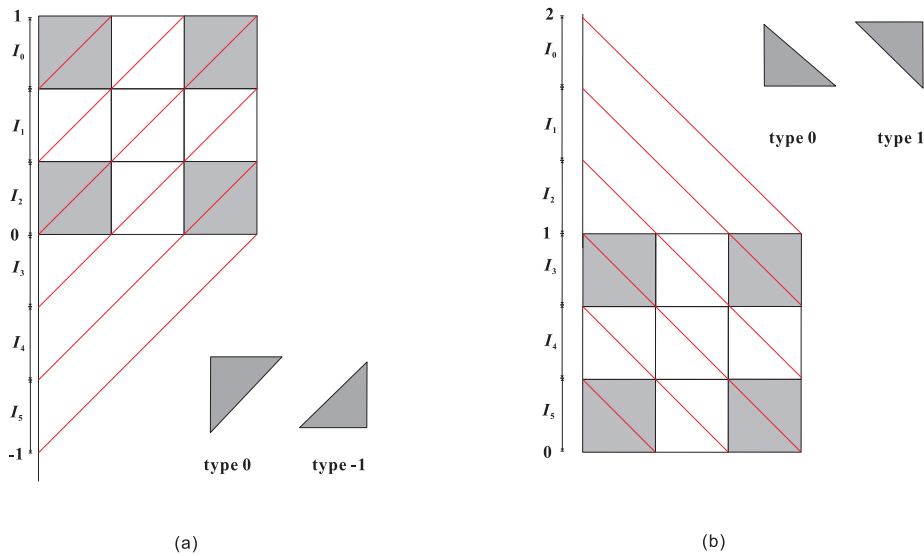 1
I₀
I₁
I₂
0
I₃
I₄
I₅
-1
type 0 type -1
(a)
2
I₀
I₁
I₂
1
I₃
I₄
I₅
0
type 0 type 1
(b)